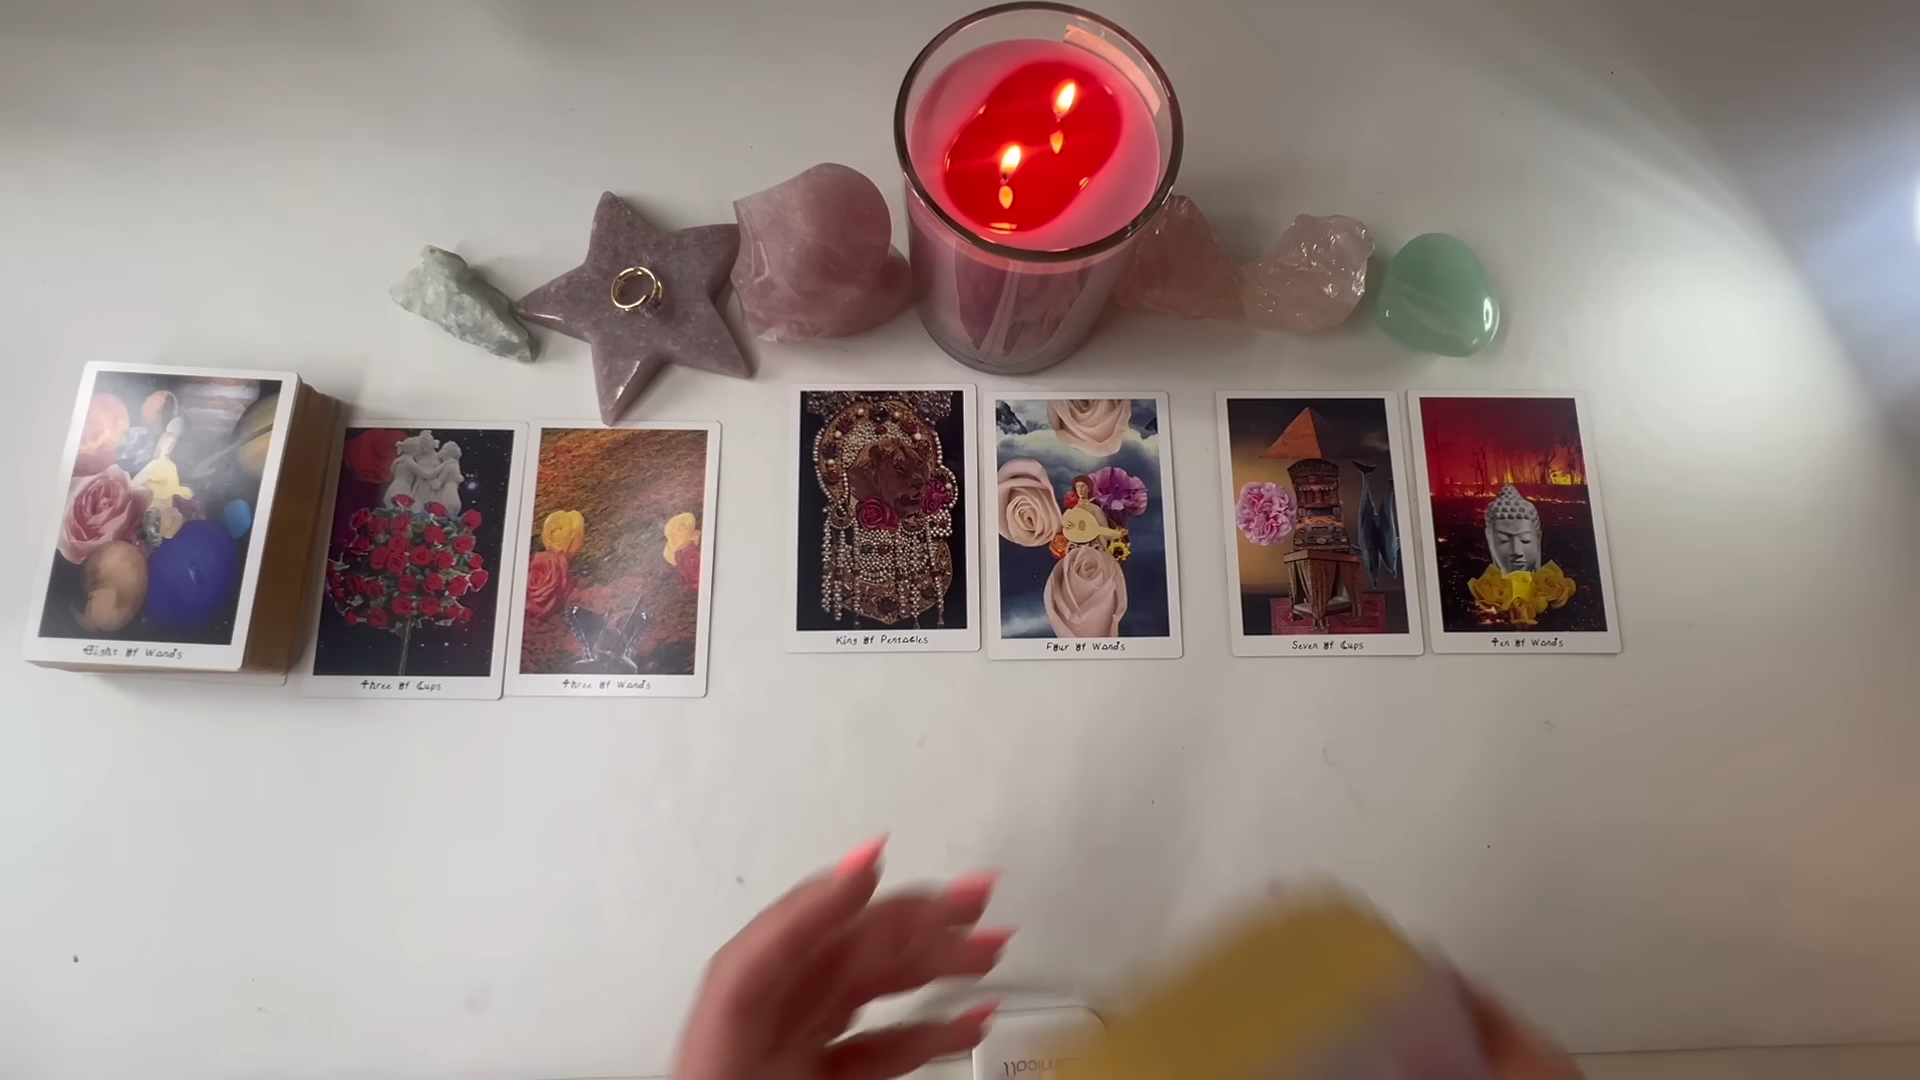 Eight Of Wands
Three Of Cups
Three Of Wands
King Of Pentacles
Four Of Wands
Seven Of Cups
Ten Of Wands